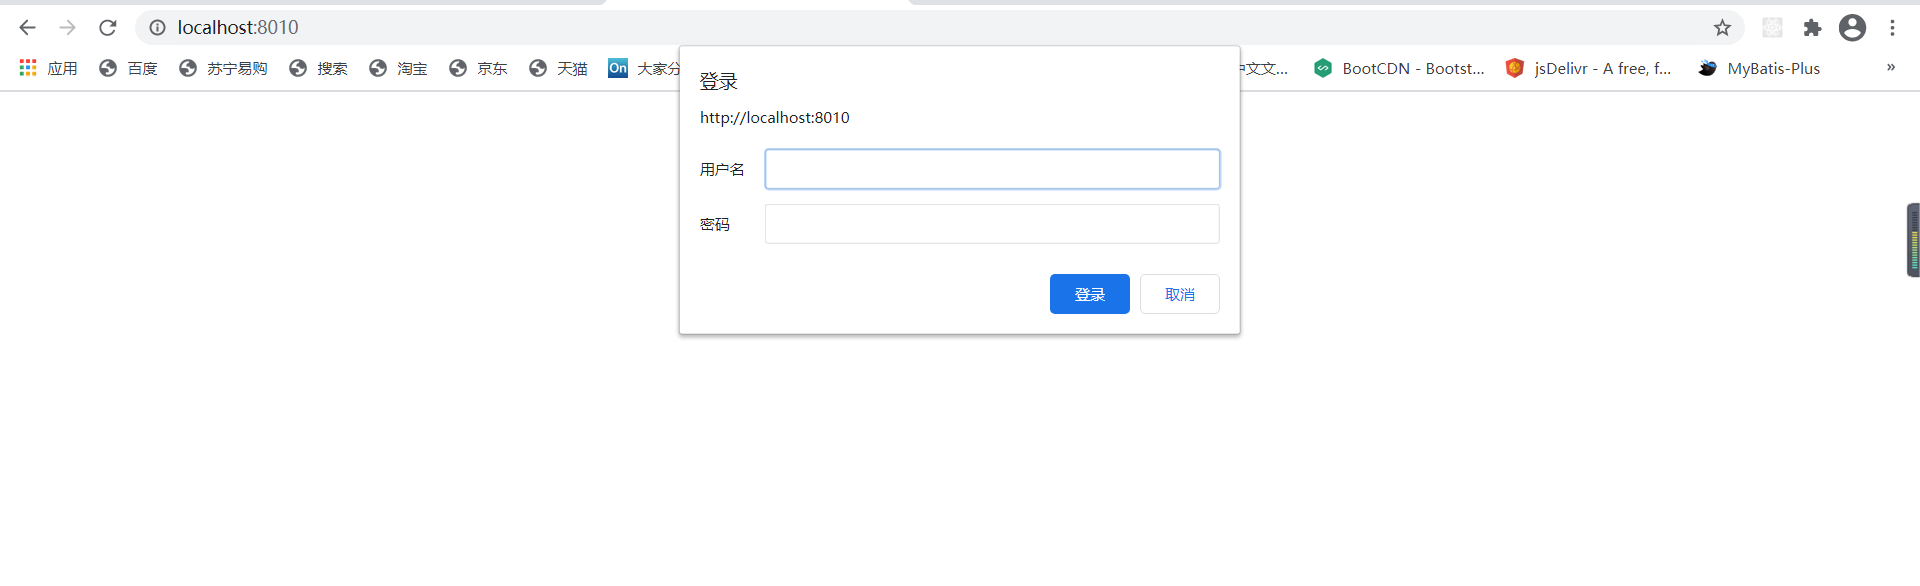 localhost:8010
应用 百度 苏宁易购 搜索 淘宝 京东 天猫 On 大家分 文文... BootCDN - Bootst... jsDelivr - A free, f... MyBatis-Plus »
登录
http://localhost:8010
用户名
密码
登录 取消